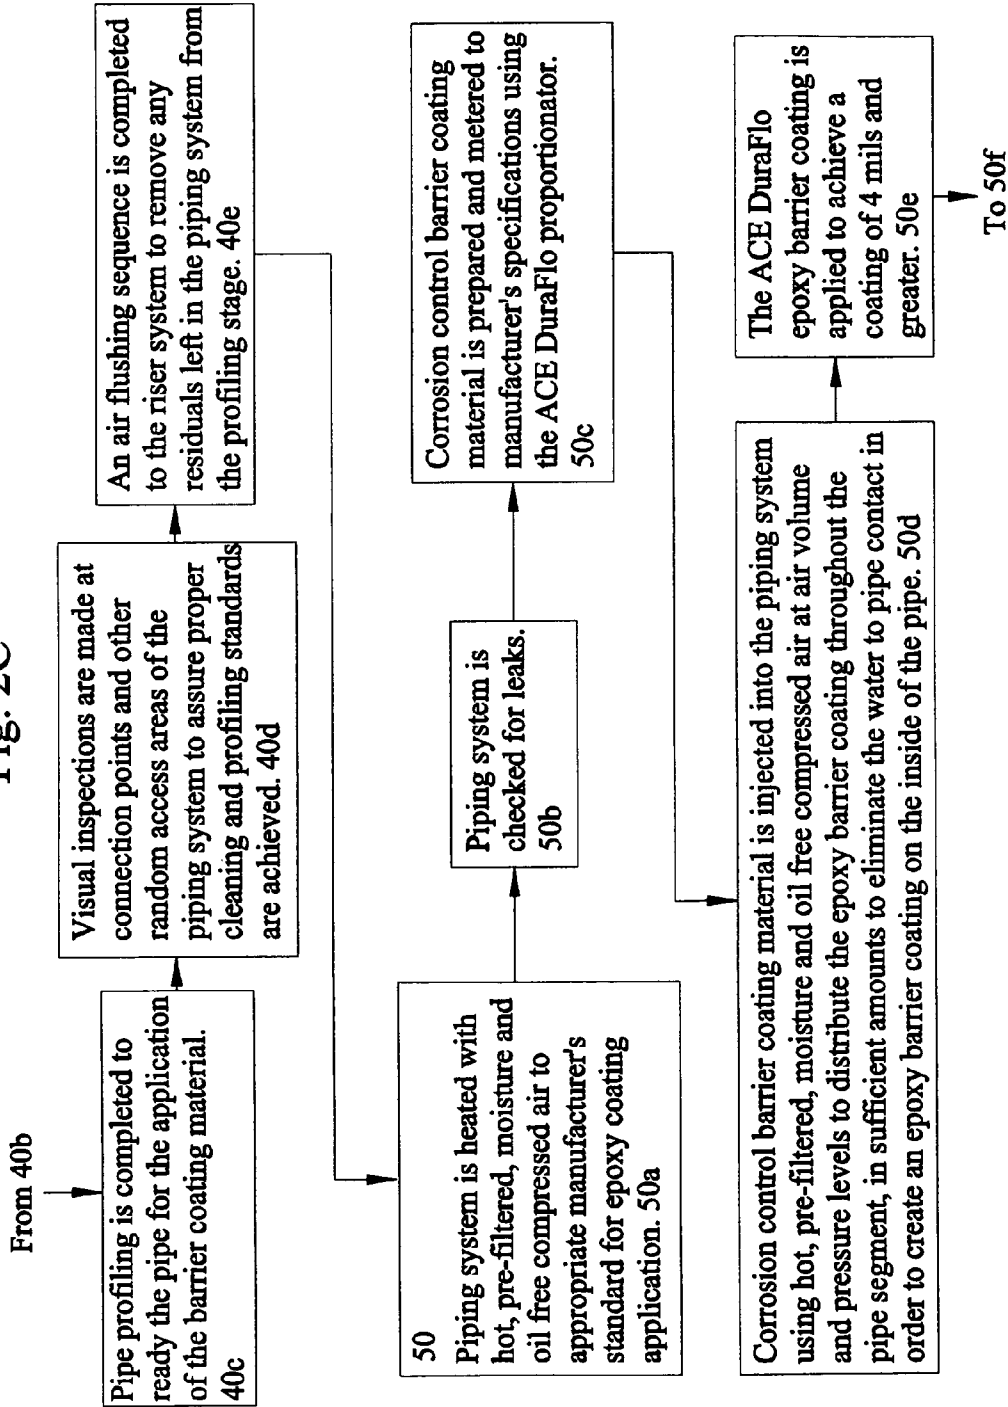 Fig. 2C
From 40b
Pipe profiling is completed to
ready the pipe for the application
of the barrier coating material.
40c
Visual inspections are made at
connection points and other
random access areas of the
piping system to assure proper
cleaning and profiling standards
are achieved. 40d
An air flushing sequence is completed
to the riser system to remove any
residuals left in the piping system from
the profiling stage. 40e
50
Piping system is heated with
hot, pre-filtered, moisture and
oil free compressed air to
appropriate manufacturer's
standard for epoxy coating
application. 50a
Piping system is
checked for leaks.
50b
Corrosion control barrier coating
material is prepared and metered to
manufacturer's specifications using
the ACE DuraFlo proportionator.
50c
Corrosion control barrier coating material is injected into the piping system
using hot, pre-filtered, moisture and oil free compressed air at air volume
and pressure levels to distribute the epoxy barrier coating throughout the
pipe segment, in sufficient amounts to eliminate the water to pipe contact in
order to create an epoxy barrier coating on the inside of the pipe. 50d
The ACE DuraFlo
epoxy barrier coating is
applied to achieve a
coating of 4 mils and
greater. 50e
To 50f